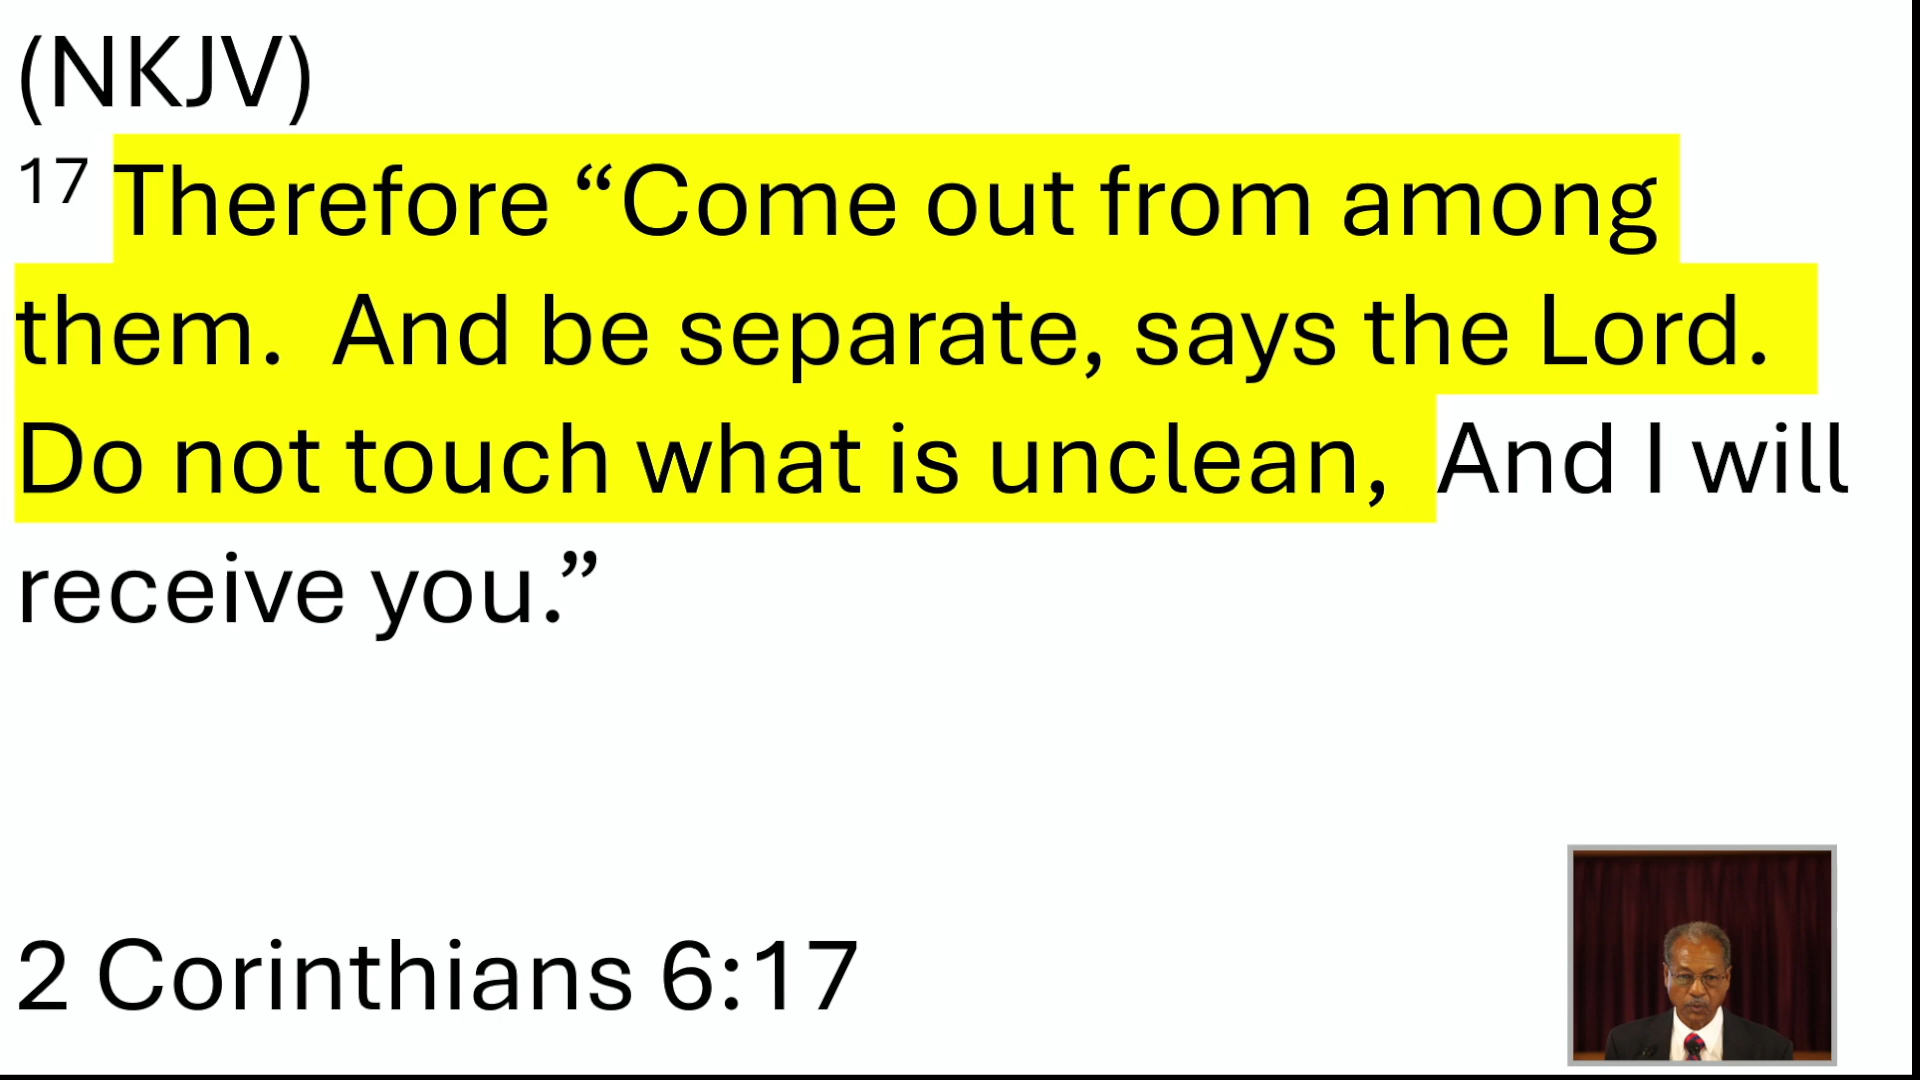 (NKJV)
17 Therefore “Come out from among
them.  And be separate, says the Lord.
Do not touch what is unclean,  And I will
receive you.”
2 Corinthians 6:17